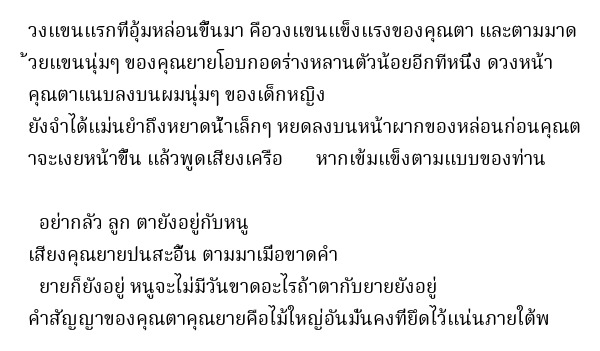 วงแขนแรกที่อุ้มหล่อนขึ้นมา คือวงแขนแข็งแรงของคุณตา และตามมาด
้วยแขนนุ่มๆ ของคุณยายโอบกอดร่างหลานตัวน้อยอีกทีหนึ่ง ดวงหน้า
คุณตาแนบลงบนผมนุ่มๆ ของเด็กหญิง
ยังจำได้แม่นยำถึงหยาดน้ำเล็กๆ หยดลงบนหน้าผากของหล่อนก่อนคุณต
าจะเงยหน้าขึ้น แล้วพูดเสียงเครือ หากเข้มแข็งตามแบบของท่าน
อย่ากลัว ลูก ตายังอยู่กับหนู
เสียงคุณยายปนสะอื้น ตามมาเมื่อขาดคำ
ยายก็ยังอยู่ หนูจะไม่มีวันขาดอะไรถ้าตากับยายยังอยู่
คำสัญญาของคุณตาคุณยายคือไม้ใหญ่อันมั่นคงที่ยึดไว้แน่นภายใต้พ